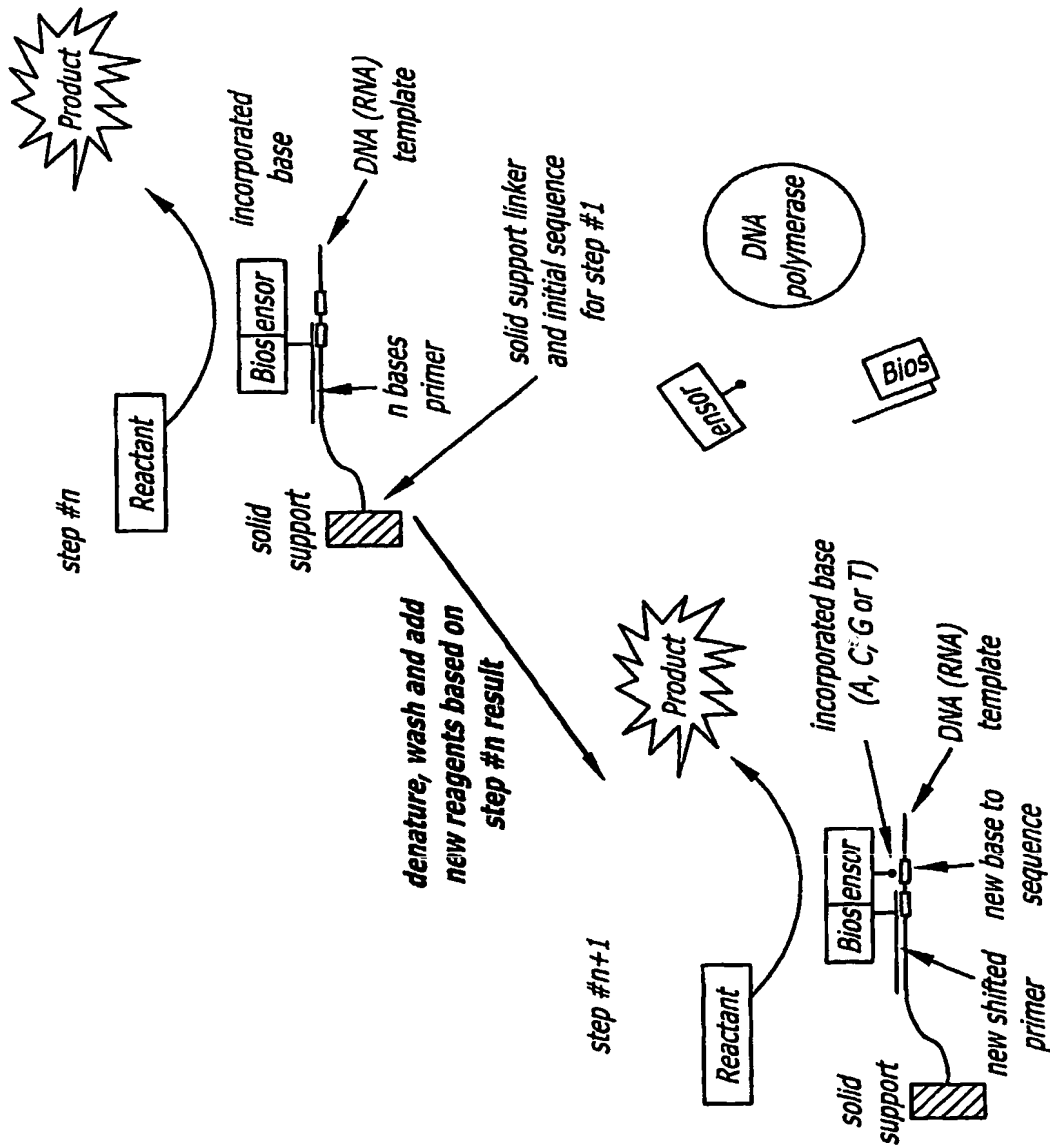 step #n
Reactant
Product
Bios
ensor
incorporated
base
solid
support
n bases
primer
DNA (RNA)
template
solid support linker
and initial sequence
for step #1
denature, wash and add
new reagents based on
step #n result
ensor
Bios
DNA
polymerase
step #n+1
Reactant
Product
Bios
ensor
incorporated base
(A, C, G or T)
solid
support
new shifted
primer
new base to
sequence
DNA (RNA)
template